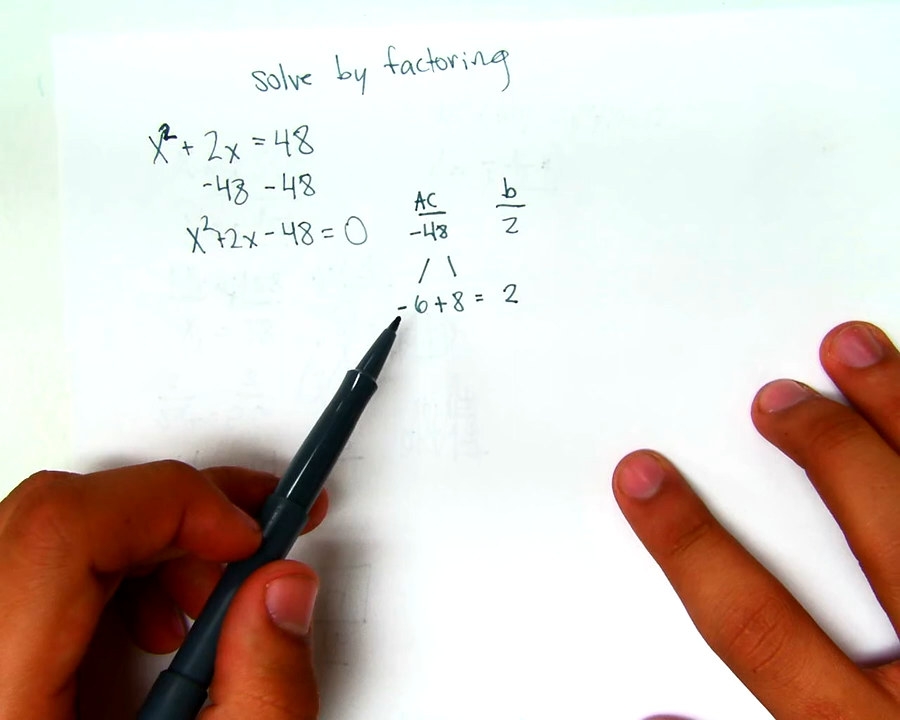 solve by factoring
x² + 2x = 48
-48 -48
x²+2x - 48 = 0
AC b
-48 2
/ \
-6+8 = 2